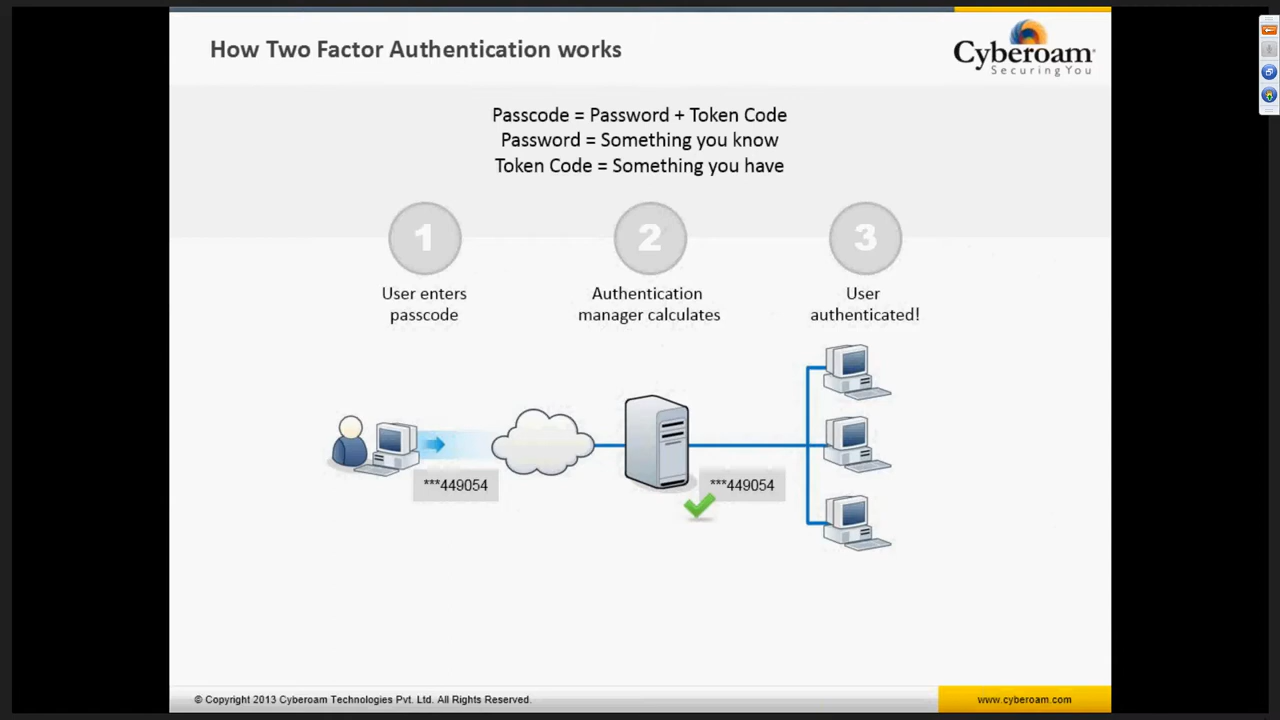 How Two Factor Authentication works
Cyberoam
Securing You
Passcode = Password + Token Code
Password = Something you know
Token Code = Something you have
1
2
3
User enters
passcode
Authentication
manager calculates
User
authenticated!
***449054
***449054
© Copyright 2013 Cyberoam Technologies Pvt. Ltd. All Rights Reserved.
www.cyberoam.com